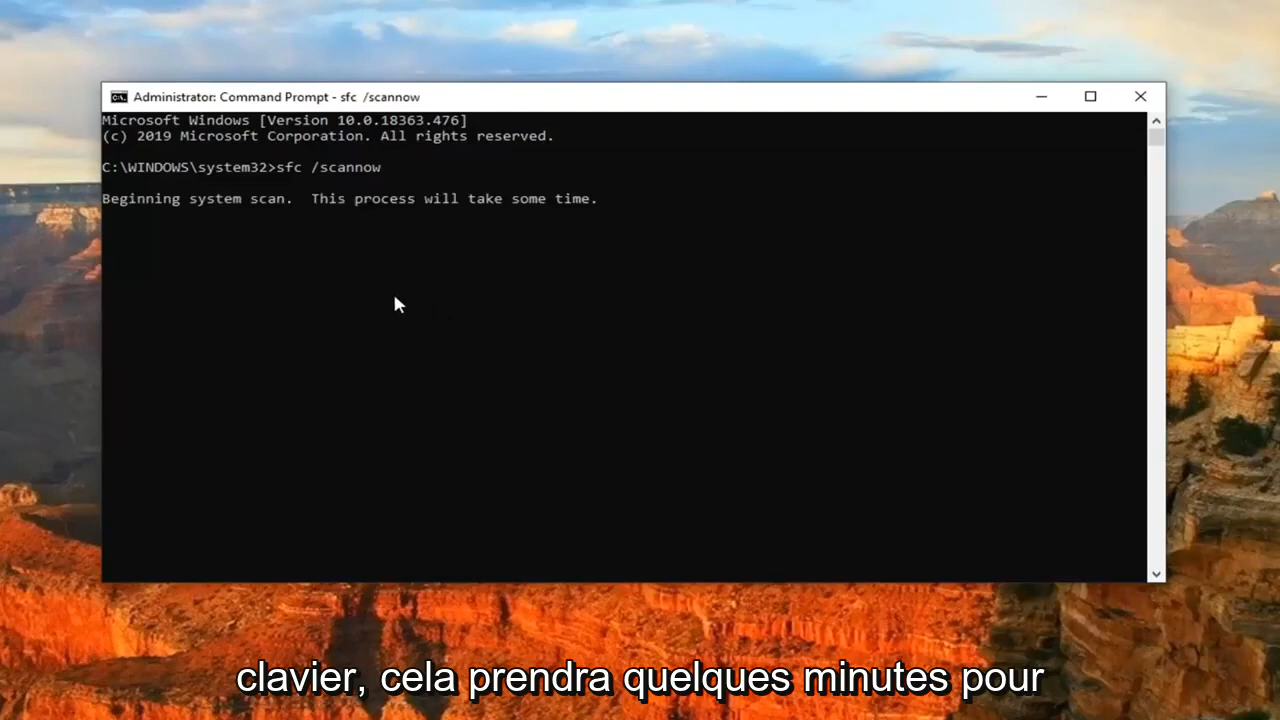 Administrator: Command Prompt - sfc  /scannow
Microsoft Windows [Version 10.0.18363.476]
(c) 2019 Microsoft Corporation. All rights reserved.
C:\WINDOWS\system32>sfc /scannow
Beginning system scan.  This process will take some time.
clavier, cela prendra quelques minutes pour